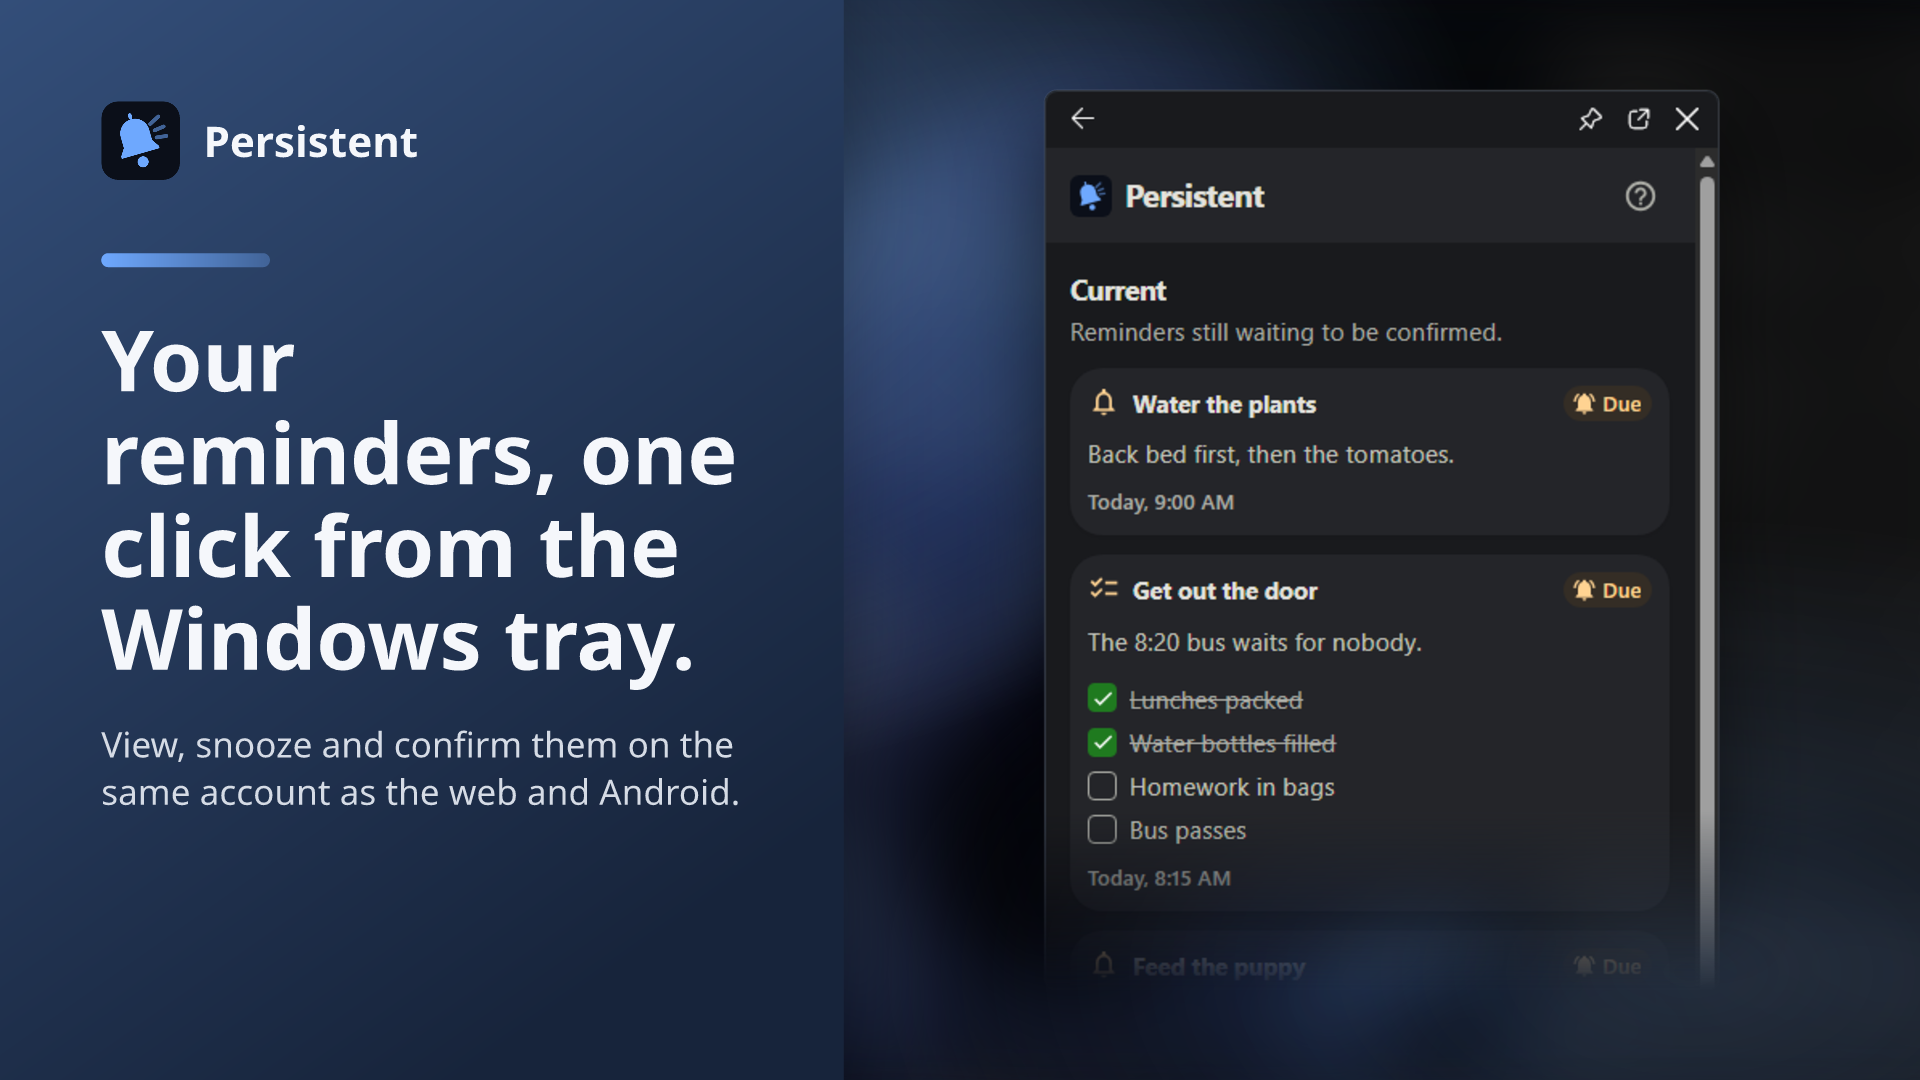 Persistent
Your
reminders, one
click from the
Windows tray.
View, snooze and confirm them on the
same account as the web and Android.
Persistent
Current
Reminders still waiting to be confirmed.
Water the plants
Due
Back bed first, then the tomatoes.
Today, 9:00 AM
Get out the door
Due
The 8:20 bus waits for nobody.
Lunches packed
Water bottles filled
Homework in bags
Bus passes
Today, 8:15 AM
Feed the puppy
Due